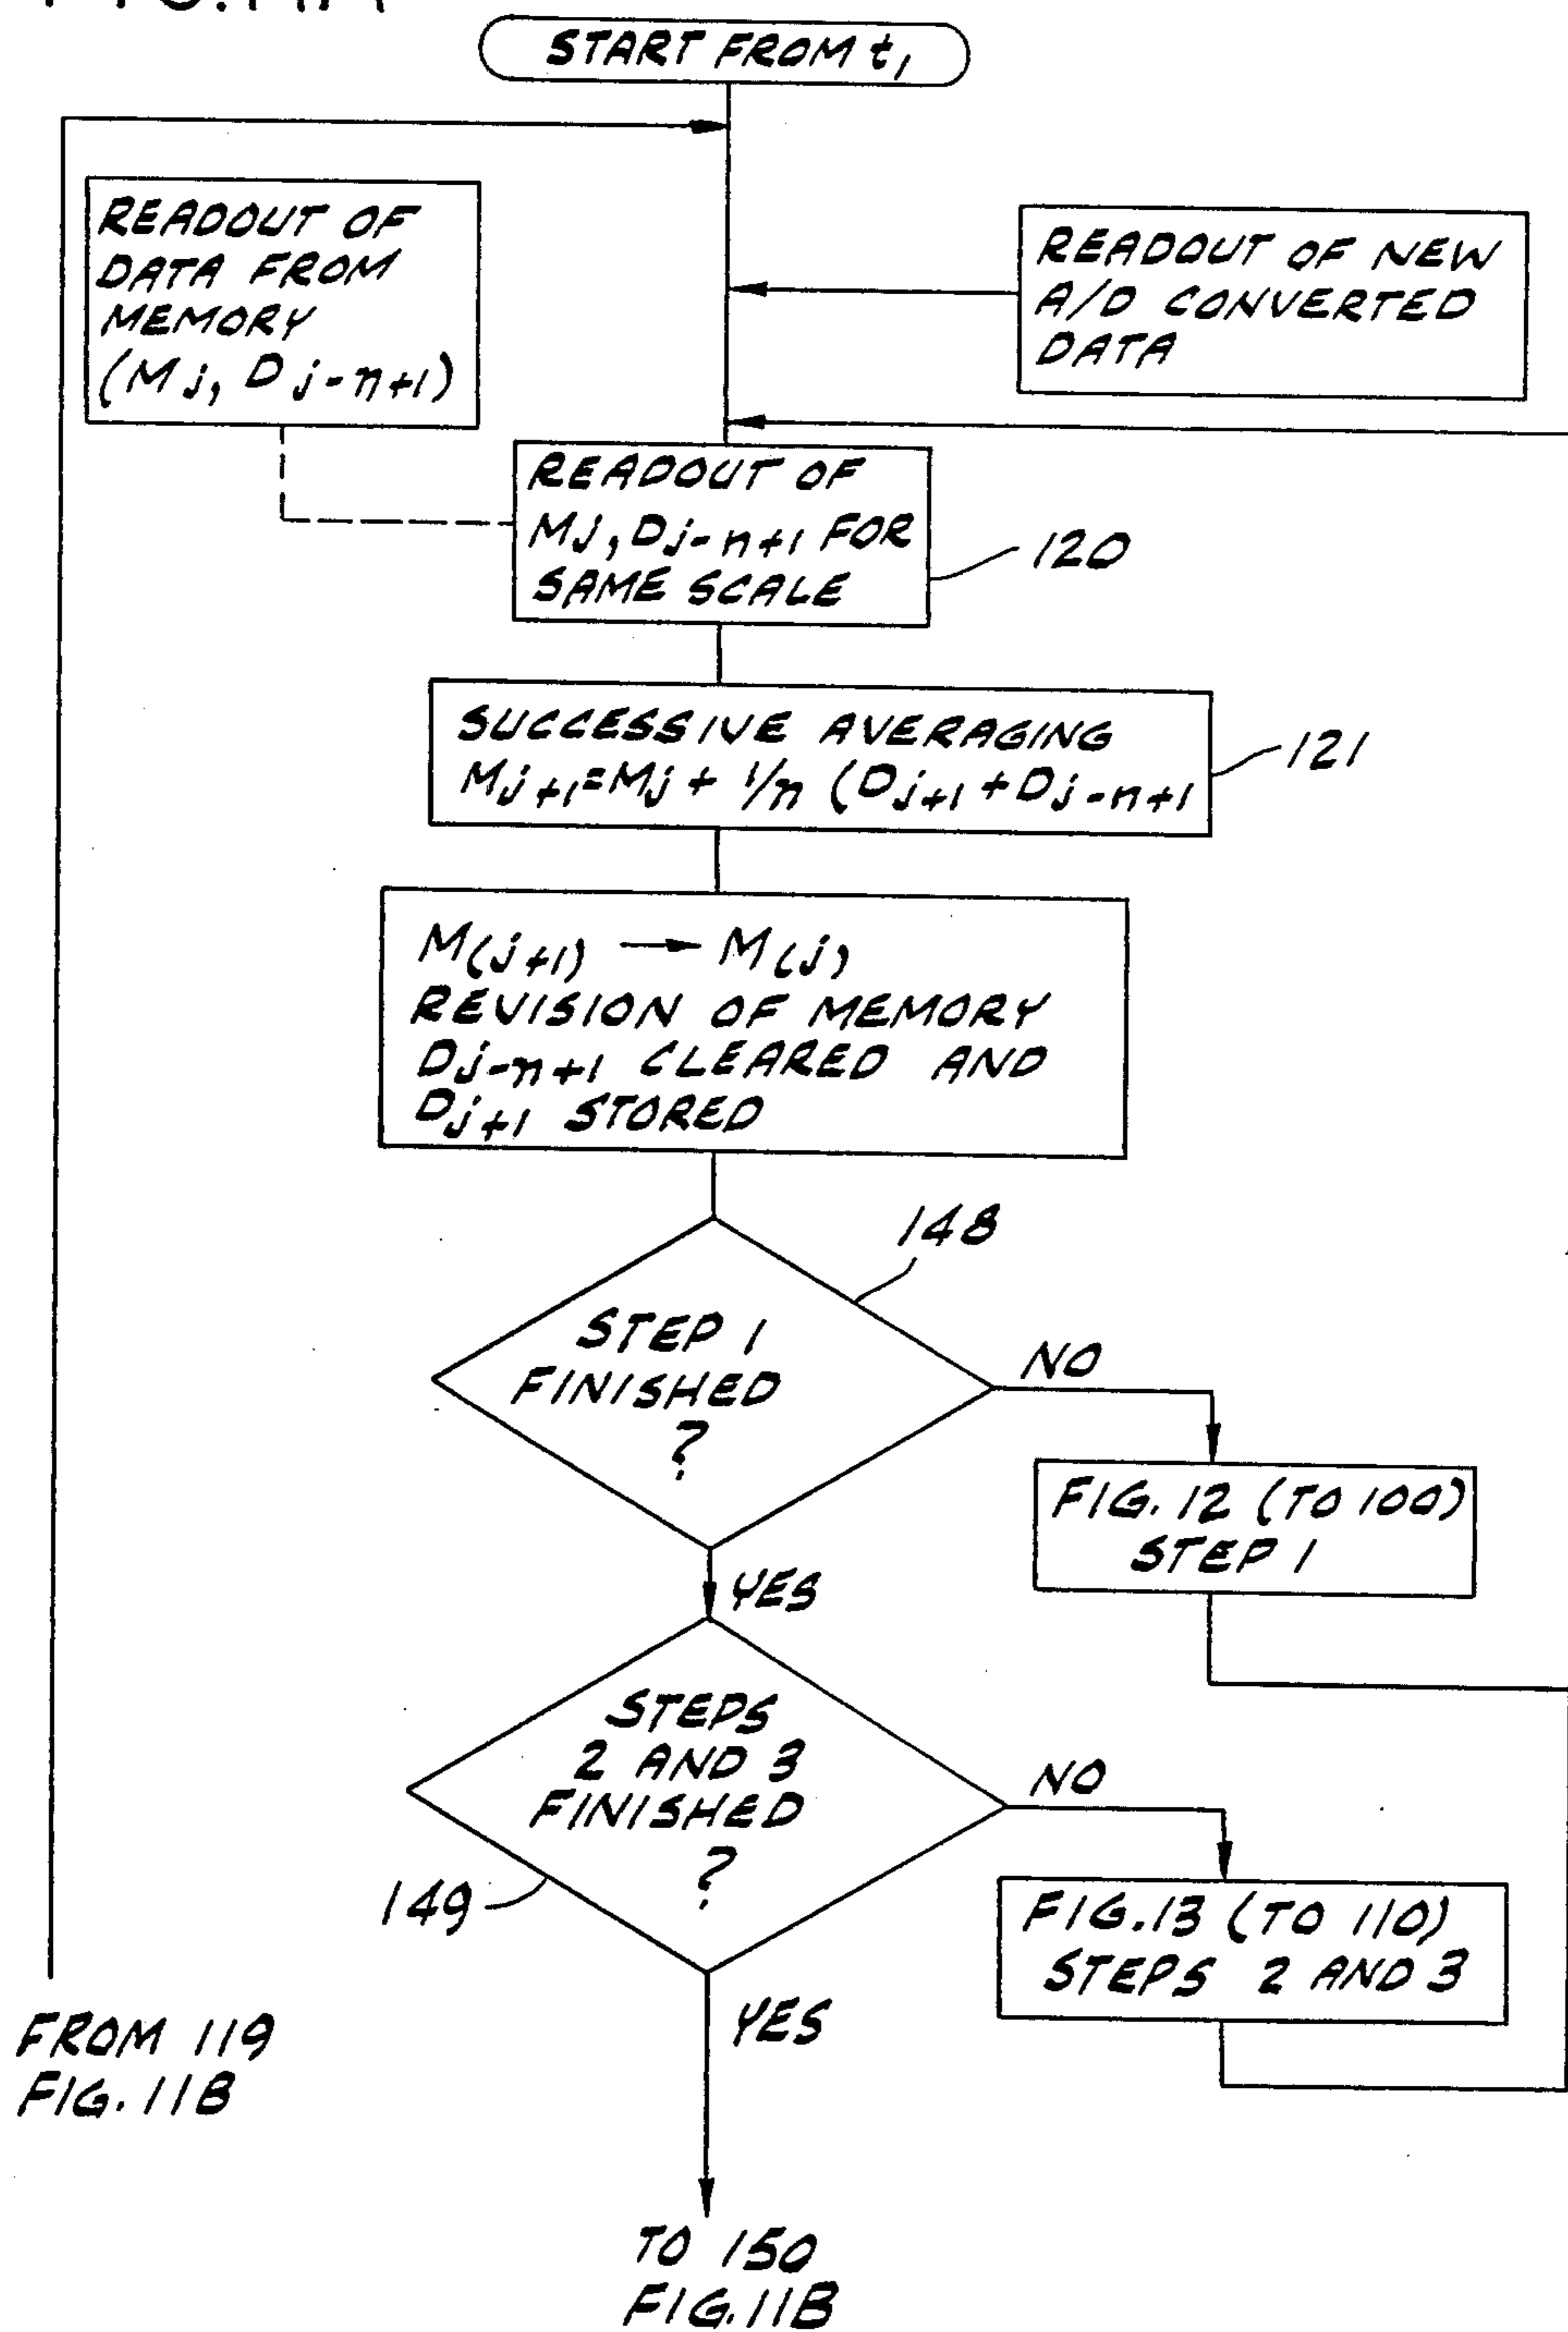 START FROM t1
READOUT OF
DATA FROM
MEMORY
(Mj, Dj-n+1)
READOUT OF NEW
A/D CONVERTED
DATA
READOUT OF
Mj, Dj-n+1 FOR
SAME SCALE
120
SUCCESSIVE AVERAGING
Mj+1=Mj+ 1/n (Dj+1+Dj-n+1
121
M(j+1) → M(j)
REVISION OF MEMORY
Dj-n+1 CLEARED AND
Dj+1 STORED
148
STEP 1
FINISHED
?
NO
FIG. 12 (TO 100)
STEP 1
YES
STEPS
2 AND 3
FINISHED
?
NO
149
FIG.13 (TO 110)
STEPS 2 AND 3
YES
FROM 119
FIG. 11B
TO 150
FIG.11B